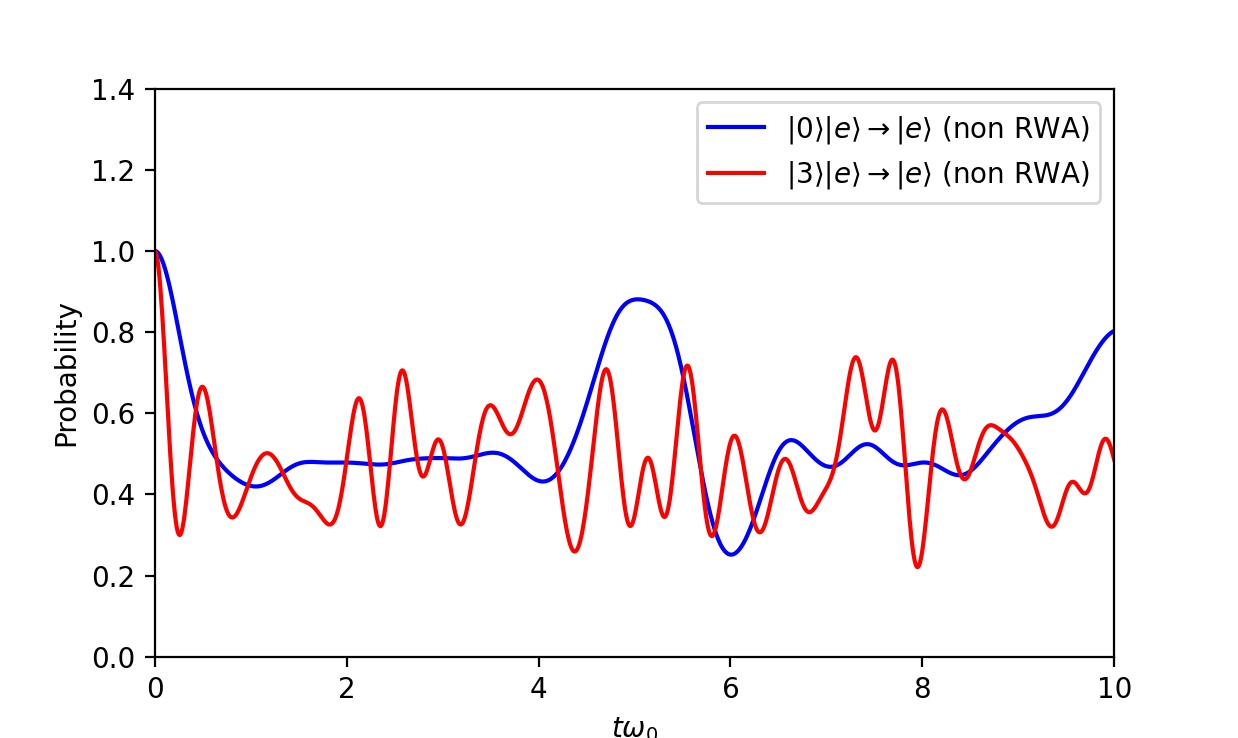 1.4
|0⟩|e⟩ → |e⟩ (non RWA)
|3⟩|e⟩ → |e⟩ (non RWA)
1.2
1.0
0.8
0.6
0.4
0.2
0.0
Probability
0 2 4 6 8 10
tω₀